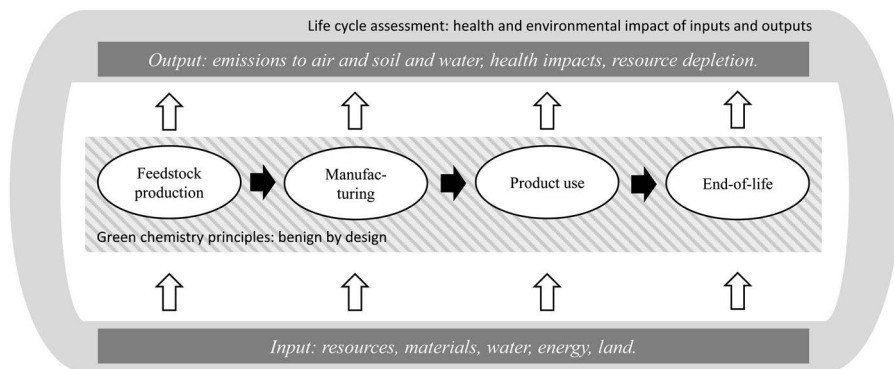 Life cycle assessment: health and environmental impact of inputs and outputs
Output: emissions to air and soil and water, health impacts, resource depletion.
Feedstock
production
Manufac-
turing
Product use
End-of-life
Green chemistry principles: benign by design
Input: resources, materials, water, energy, land.